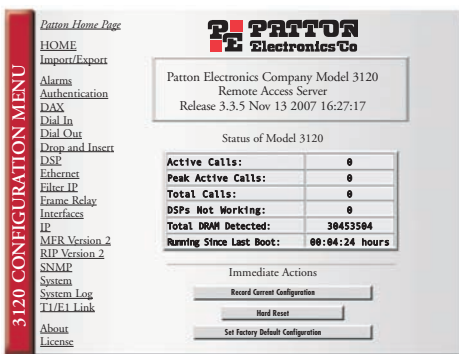 3120 CONFIGURATION MENU
Patton Home Page
HOME
Import/Export
Alarms
Authentication
DAX
Dial In
Dial Out
Drop and Insert
DSP
Ethernet
Filter IP
Frame Relay
Interfaces
IP
MFR Version 2
RIP Version 2
SNMP
System
System Log
T1/E1 Link
About
License
PE PATTON
Electronics Co
Patton Electronics Company Model 3120
Remote Access
Server
Release 3.3.5 Nov 13 2007 16:27:17
Status of Model
3120
Active Calls: 0
Peak Active Calls: 0
Total Calls: 0
DSPs Not Working: 0
Total DRAM Detected: 30453504
Running Since Last Boot: 00:04:24 hours
Immediate Actions
Record Current Configuration
Hard Reset
Set Factory Default Configuration